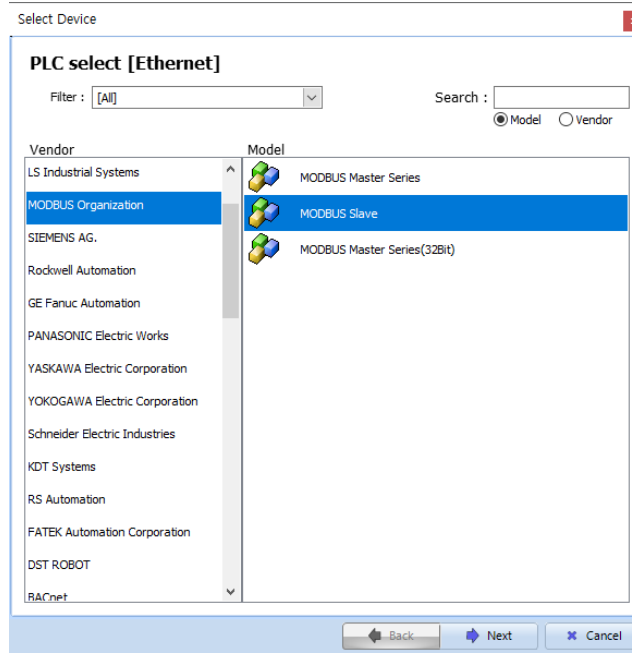 Select Device
PLC select [Ethernet]
Filter : [All]
Search :
Model Vendor
Vendor
LS Industrial Systems
MODBUS Organization
SIEMENS AG.
Rockwell Automation
GE Fanuc Automation
PANASONIC Electric Works
YASKAWA Electric Corporation
YOKOGAWA Electric Corporation
Schneider Electric Industries
KDT Systems
RS Automation
FATEK Automation Corporation
DST ROBOT
BACnet
Model
MODBUS Master Series
MODBUS Slave
MODBUS Master Series(32Bit)
Back Next Cancel